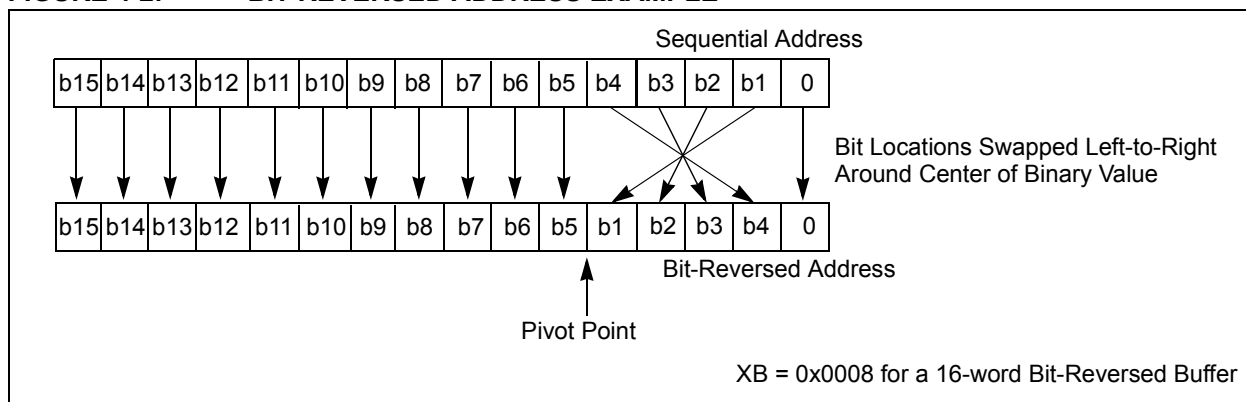 Sequential Address
b15 b14 b13 b12 b11 b10 b9 b8 b7 b6 b5 b4 b3 b2 b1 0
Bit Locations Swapped Left-to-Right
Around Center of Binary Value
b15 b14 b13 b12 b11 b10 b9 b8 b7 b6 b5 b1 b2 b3 b4 0
Bit-Reversed Address
Pivot Point
XB = 0x0008 for a 16-word Bit-Reversed Buffer